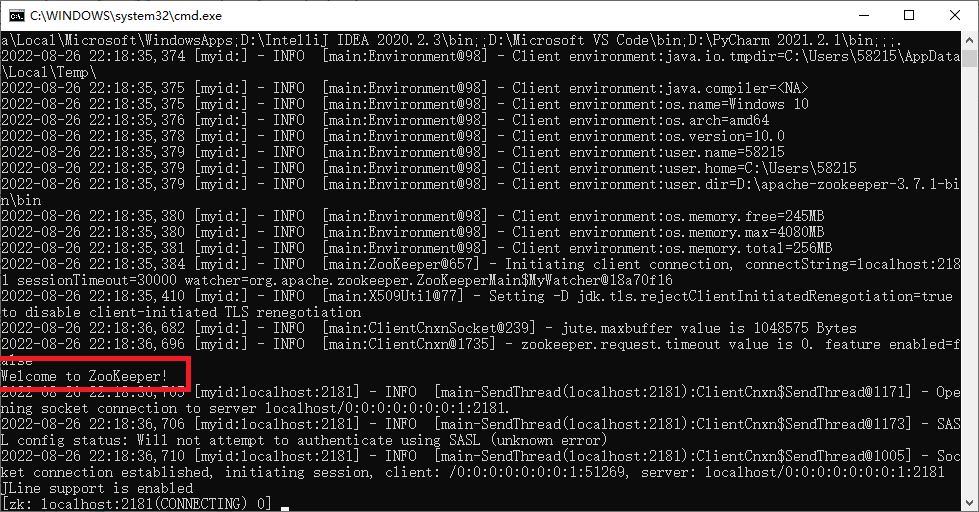 C:\WINDOWS\system32\cmd.exe
a\Local\Microsoft\WindowsApps;D:\IntelliJ IDEA 2020.2.3\bin;;D:\Microsoft VS Code\bin;D:\PyCharm 2021.2.1\bin;;;.
2022-08-26 22:18:35,374 [myid:] - INFO  [main:Environment@98] - Client environment:java.io.tmpdir=C:\Users\58215\AppData
\Local\Temp\
2022-08-26 22:18:35,375 [myid:] - INFO  [main:Environment@98] - Client environment:java.compiler=<NA>
2022-08-26 22:18:35,375 [myid:] - INFO  [main:Environment@98] - Client environment:os.name=Windows 10
2022-08-26 22:18:35,376 [myid:] - INFO  [main:Environment@98] - Client environment:os.arch=amd64
2022-08-26 22:18:35,378 [myid:] - INFO  [main:Environment@98] - Client environment:os.version=10.0
2022-08-26 22:18:35,379 [myid:] - INFO  [main:Environment@98] - Client environment:user.name=58215
2022-08-26 22:18:35,379 [myid:] - INFO  [main:Environment@98] - Client environment:user.home=C:\Users\58215
2022-08-26 22:18:35,379 [myid:] - INFO  [main:Environment@98] - Client environment:user.dir=D:\apache-zookeeper-3.7.1-bi
n\bin
2022-08-26 22:18:35,380 [myid:] - INFO  [main:Environment@98] - Client environment:os.memory.free=245MB
2022-08-26 22:18:35,380 [myid:] - INFO  [main:Environment@98] - Client environment:os.memory.max=4080MB
2022-08-26 22:18:35,381 [myid:] - INFO  [main:Environment@98] - Client environment:os.memory.total=256MB
2022-08-26 22:18:35,384 [myid:] - INFO  [main:ZooKeeper@657] - Initiating client connection, connectString=localhost:218
1 sessionTimeout=30000 watcher=org.apache.zookeeper.ZooKeeperMain$MyWatcher@18a70f16
2022-08-26 22:18:35,410 [myid:] - INFO  [main:X509Util@77] - Setting -D jdk.tls.rejectClientInitiatedRenegotiation=true
to disable client-initiated TLS renegotiation
2022-08-26 22:18:36,682 [myid:] - INFO  [main:ClientCnxnSocket@239] - jute.maxbuffer value is 1048575 Bytes
2022-08-26 22:18:36,696 [myid:] - INFO  [main:ClientCnxn@1735] - zookeeper.request.timeout value is 0. feature enabled=f
alse
Welcome to ZooKeeper!
2022-08-26 22:18:36,705 [myid:localhost:2181] - INFO  [main-SendThread(localhost:2181):ClientCnxn$SendThread@1171] - Ope
ning socket connection to server localhost/0:0:0:0:0:0:0:1:2181.
2022-08-26 22:18:36,706 [myid:localhost:2181] - INFO  [main-SendThread(localhost:2181):ClientCnxn$SendThread@1173] - SAS
L config status: Will not attempt to authenticate using SASL (unknown error)
2022-08-26 22:18:36,710 [myid:localhost:2181] - INFO  [main-SendThread(localhost:2181):ClientCnxn$SendThread@1005] - Soc
ket connection established, initiating session, client: /0:0:0:0:0:0:0:1:51269, server: localhost/0:0:0:0:0:0:0:1:2181
JLine support is enabled
[zk: localhost:2181(CONNECTING) 0]